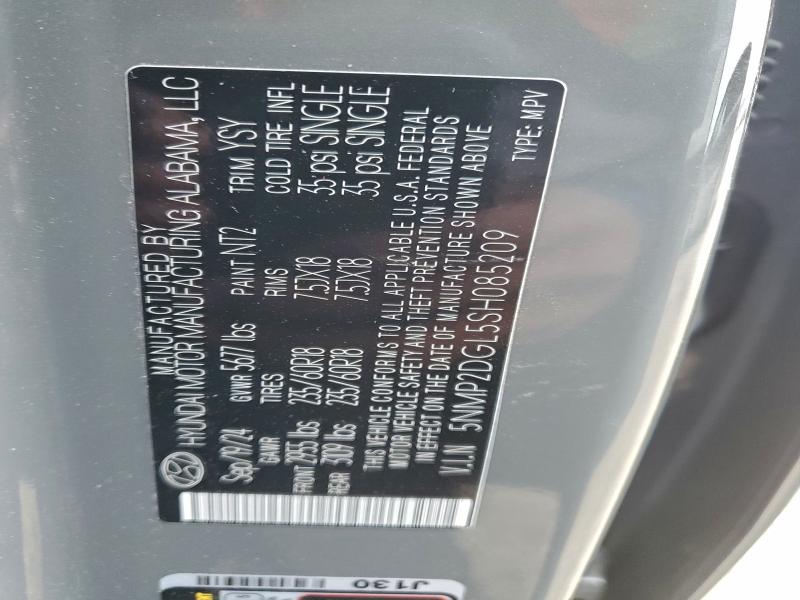 MANUFACTURED BY
HYUNDAI MOTOR MANUFACTURING ALABAMA, LLC
Sep/19/24 GVWR 5677 lbs PAINT NT2 TRIM YSY
GAWR TIRES RIMS COLD TIRE INFL
FRONT 2955 lbs 235/60R18 7.5JX18 35 psi SINGLE
REAR 3109 lbs 235/60R18 7.5JX18 35 psi SINGLE
THIS VEHICLE CONFORMS TO ALL APPLICABLE U.S.A. FEDERAL
MOTOR VEHICLE SAFETY AND THEFT PREVENTION STANDARDS
IN EFFECT ON THE DATE OF MANUFACTURE SHOWN ABOVE
V.I.N 5NMP2DGL5SH085209
TYPE: MPV
J130